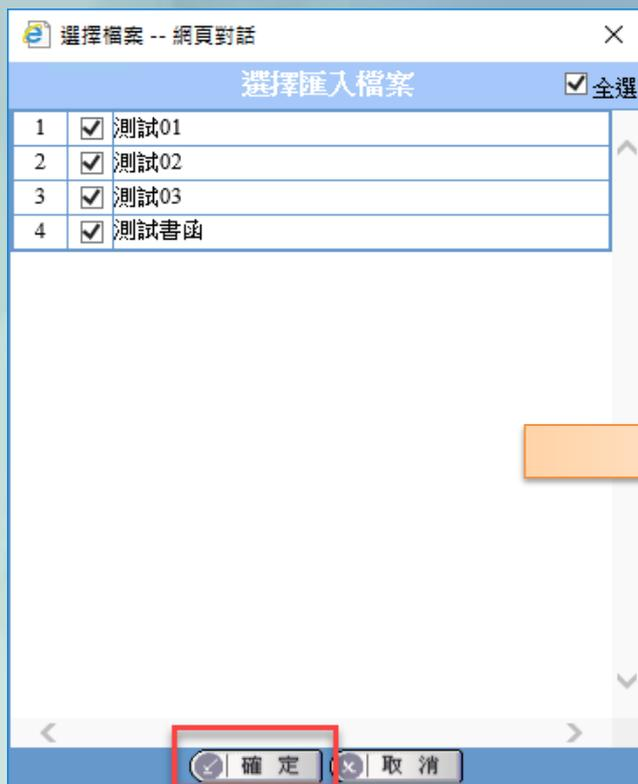 選擇檔案 -- 網頁對話
選擇匯入檔案 全選
1 測試01
2 測試02
3 測試03
4 測試書函
確 定 取 消